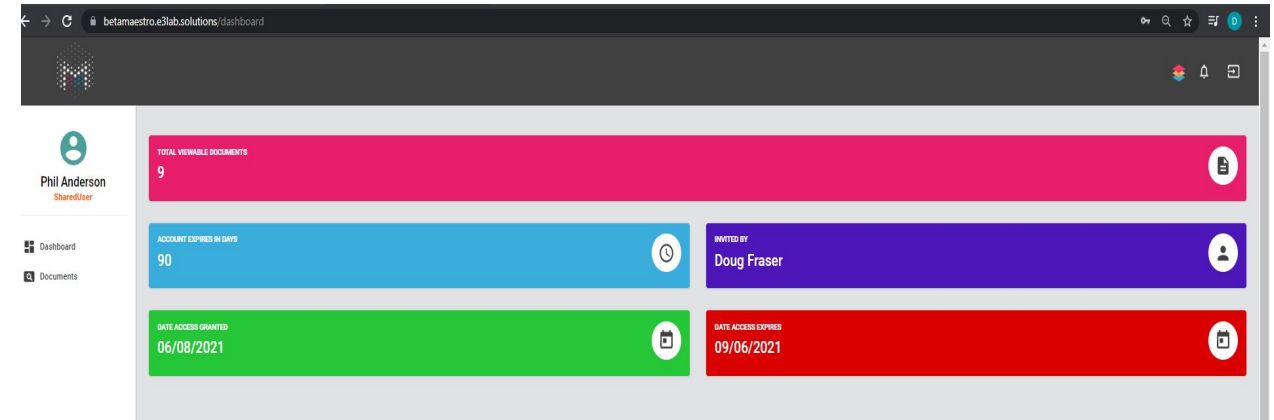 betamaestro.e3lab.solutions/dashboard
D
M
Phil Anderson
SharedUser
Dashboard
Documents
TOTAL VIEWABLE DOCUMENTS
9
ACCOUNT EXPIRES IN DAYS
90
INVITED BY
Doug Fraser
DATE ACCESS GRANTED
06/08/2021
DATE ACCESS EXPIRES
09/06/2021